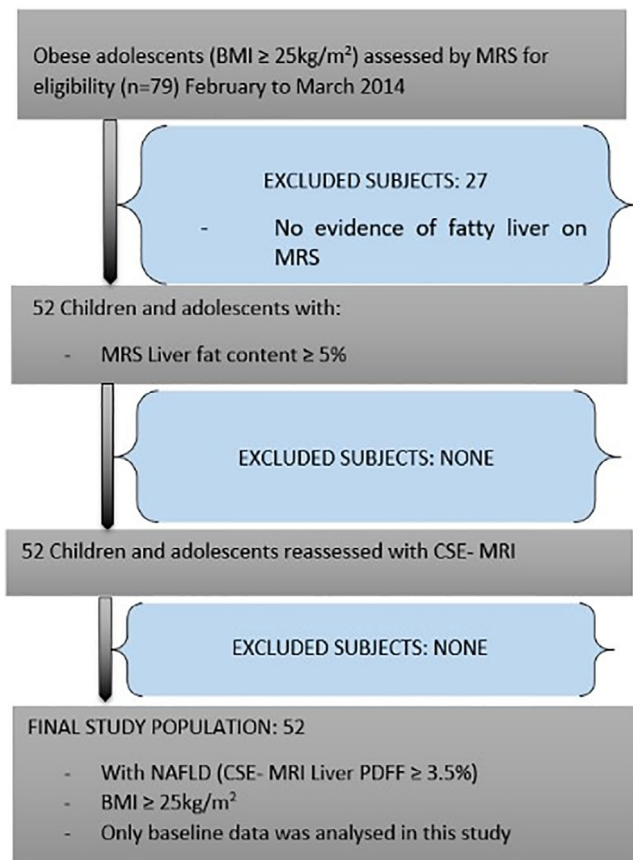 Obese adolescents (BMI ≥ 25kg/m²) assessed by MRS for
eligibility (n=79) February to March 2014
EXCLUDED SUBJECTS: 27
- No evidence of fatty liver on
MRS
52 Children and adolescents with:
- MRS Liver fat content ≥ 5%
EXCLUDED SUBJECTS: NONE
52 Children and adolescents reassessed with CSE- MRI
EXCLUDED SUBJECTS: NONE
FINAL STUDY POPULATION: 52
- With NAFLD (CSE- MRI Liver PDFF ≥ 3.5%)
- BMI ≥ 25kg/m²
- Only baseline data was analysed in this study